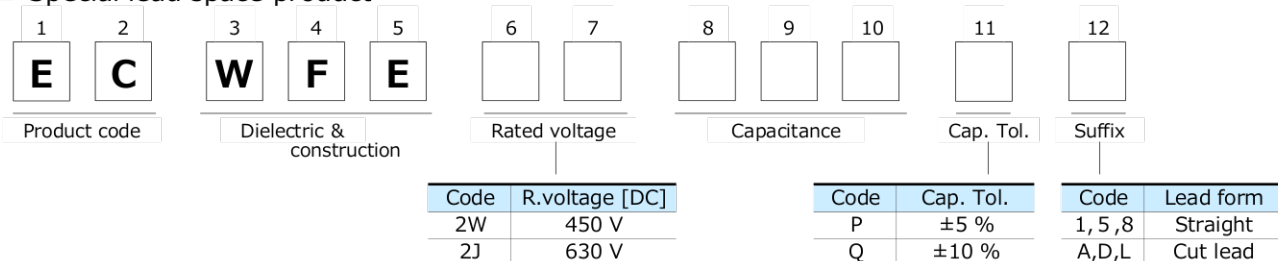 Special lead space product
1 2 3 4 5 6 7 8 9 10 11 12
E C W F E
Product code Dielectric & construction Rated voltage Capacitance Cap. Tol. Suffix
Code R.voltage [DC]
2W 450 V
2J 630 V
Code Cap. Tol.
P ±5 %
Q ±10 %
Code Lead form
1, 5 ,8 Straight
A,D,L Cut lead